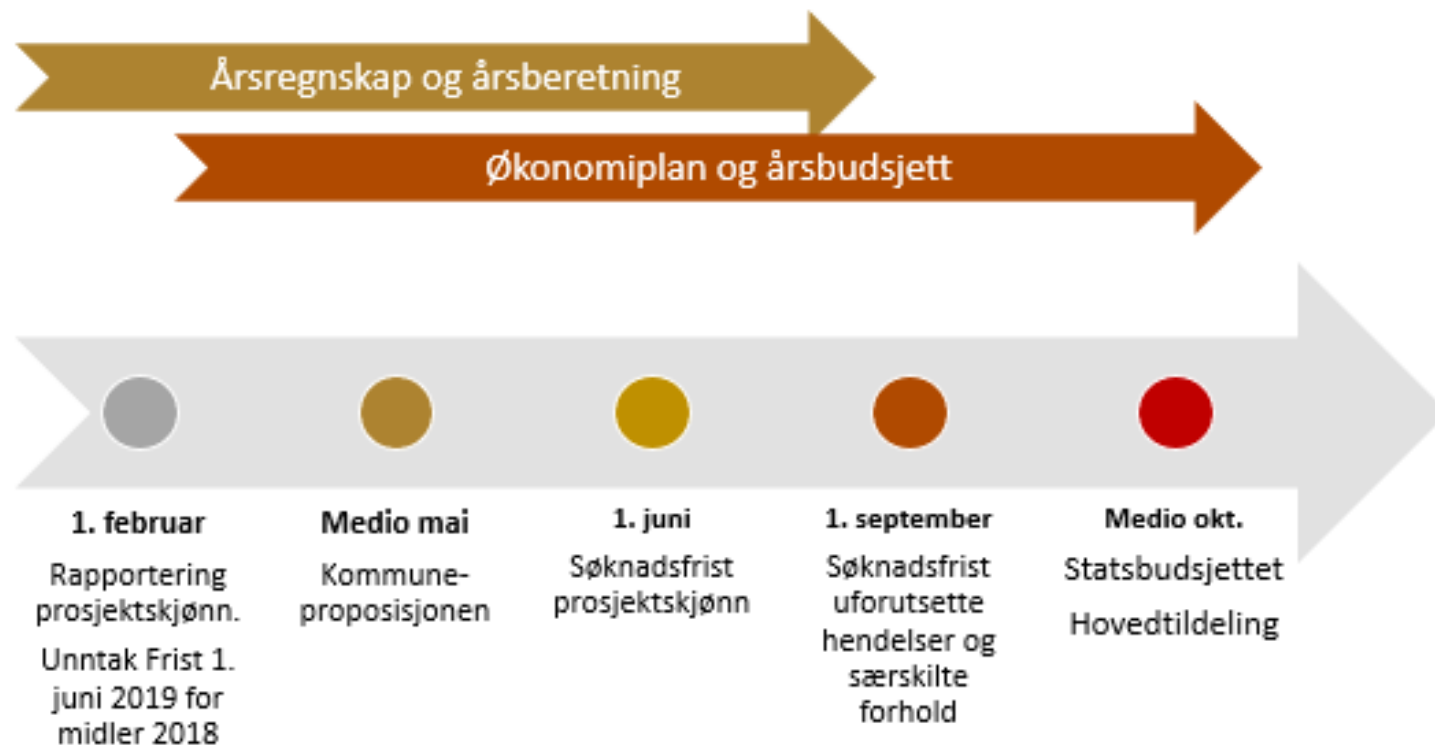 Årsregnskap og årsberetning
Økonomiplan og årsbudsjett
1. februar
Rapportering
prosjektskjønn.
Unntak Frist 1.
juni 2019 for
midler 2018
Medio mai
Kommune-
proposisjonen
1. juni
Søknadsfrist
prosjektskjønn
1. september
Søknadsfrist
uforutsette
hendelser og
særskilte
forhold
Medio okt.
Statsbudsjettet
Hovedtildeling